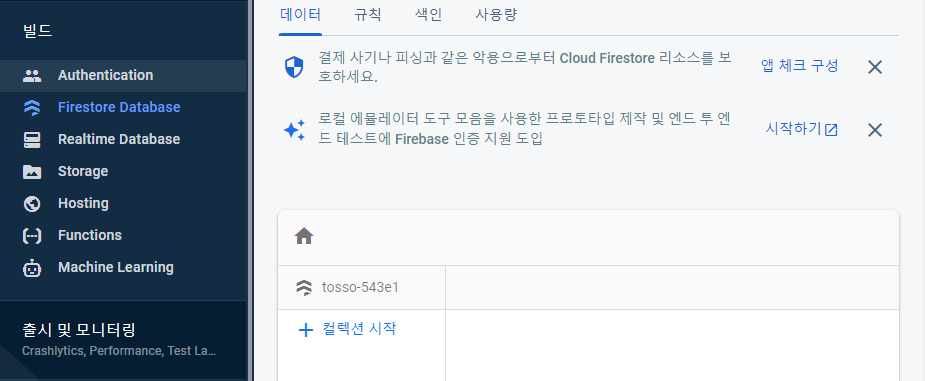 빌드
Authentication
Firestore Database
Realtime Database
Storage
Hosting
Functions
Machine Learning
출시 및 모니터링
Crashlytics, Performance, Test La...
데이터 규칙 색인 사용량
결제 사기나 피싱과 같은 악용으로부터 Cloud Firestore 리소스를 보
호하세요.
앱 체크 구성
로컬 에뮬레이터 도구 모음을 사용한 프로토타입 제작 및 엔드 투 엔
드 테스트에 Firebase 인증 지원 도입
시작하기
tosso-543e1
컬렉션 시작